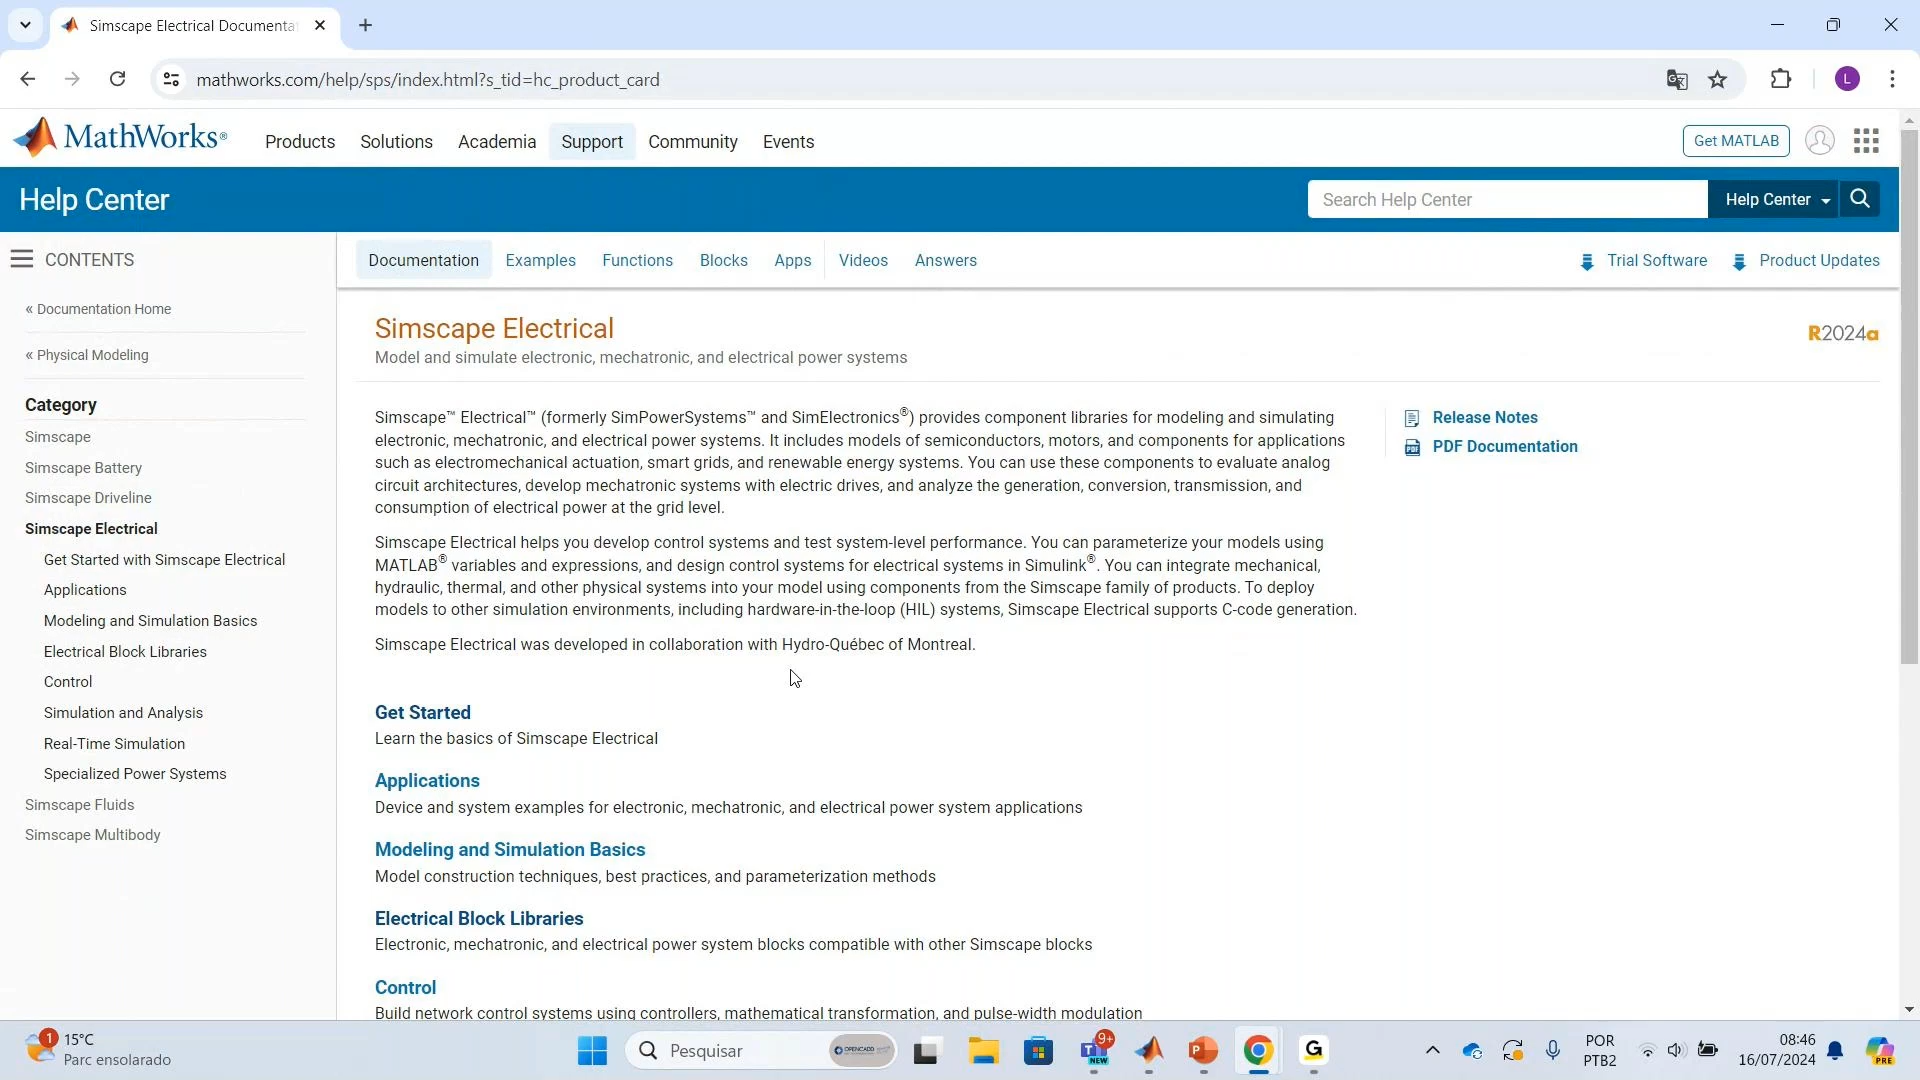 Simscape Electrical Documenta
mathworks.com/help/sps/index.html?s_tid=hc_product_card
L
MathWorks®
Products
Solutions
Academia
Support
Community
Events
Get MATLAB
Help Center
Search Help Center
Help Center
CONTENTS
Documentation
Examples
Functions
Blocks
Apps
Videos
Answers
Trial Software
Product Updates
« Documentation Home
« Physical Modeling
Category
Simscape
Simscape Battery
Simscape Driveline
Simscape Electrical
Get Started with Simscape Electrical
Applications
Modeling and Simulation Basics
Electrical Block Libraries
Control
Simulation and Analysis
Real-Time Simulation
Specialized Power Systems
Simscape Fluids
Simscape Multibody
Simscape Electrical
Model and simulate electronic, mechatronic, and electrical power systems
R2024a
Simscape™ Electrical™ (formerly SimPowerSystems™ and SimElectronics®) provides component libraries for modeling and simulating
electronic, mechatronic, and electrical power systems. It includes models of semiconductors, motors, and components for applications
such as electromechanical actuation, smart grids, and renewable energy systems. You can use these components to evaluate analog
circuit architectures, develop mechatronic systems with electric drives, and analyze the generation, conversion, transmission, and
consumption of electrical power at the grid level.
Simscape Electrical helps you develop control systems and test system-level performance. You can parameterize your models using
MATLAB® variables and expressions, and design control systems for electrical systems in Simulink®. You can integrate mechanical,
hydraulic, thermal, and other physical systems into your model using components from the Simscape family of products. To deploy
models to other simulation environments, including hardware-in-the-loop (HIL) systems, Simscape Electrical supports C-code generation.
Simscape Electrical was developed in collaboration with Hydro-Québec of Montreal.
Release Notes
PDF Documentation
Get Started
Learn the basics of Simscape Electrical
Applications
Device and system examples for electronic, mechatronic, and electrical power system applications
Modeling and Simulation Basics
Model construction techniques, best practices, and parameterization methods
Electrical Block Libraries
Electronic, mechatronic, and electrical power system blocks compatible with other Simscape blocks
Control
Build network control systems using controllers, mathematical transformation, and pulse-width modulation
1
15°C
Parc ensolarado
Pesquisar
OPENCADD
9+
NEW
G
POR
PTB2
08:46
16/07/2024
PRE